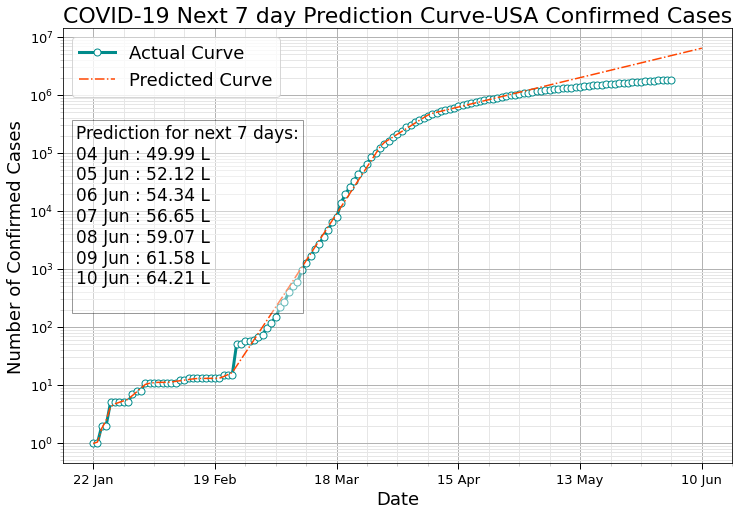 COVID-19 Next 7 day Prediction Curve-USA Confirmed Cases
Actual Curve
Predicted Curve
Prediction for next 7 days:
04 Jun : 49.99 L
05 Jun : 52.12 L
06 Jun : 54.34 L
07 Jun : 56.65 L
08 Jun : 59.07 L
09 Jun : 61.58 L
10 Jun : 64.21 L
Number of Confirmed Cases
10⁷
10⁶
10⁵
10⁴
10³
10²
10¹
10⁰
22 Jan 19 Feb 18 Mar 15 Apr 13 May 10 Jun
Date